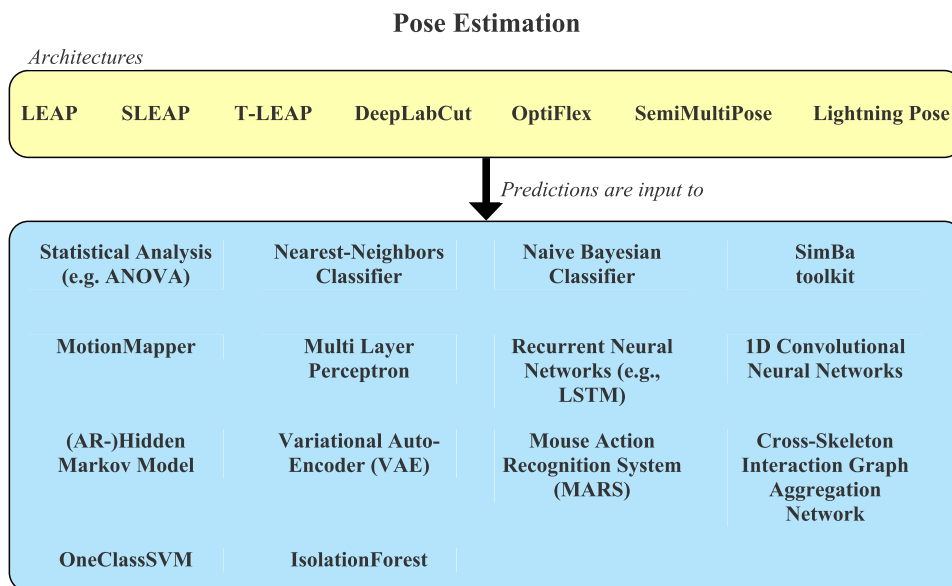 Pose Estimation
Architectures
LEAP SLEAP T-LEAP DeepLabCut OptiFlex SemiMultiPose Lightning Pose
Predictions are input to
Statistical Analysis
(e.g. ANOVA)
Nearest-Neighbors
Classifier
Naive Bayesian
Classifier
SimBa
toolkit
MotionMapper
Multi Layer
Perceptron
Recurrent Neural
Networks (e.g.,
LSTM)
1D Convolutional
Neural Networks
(AR-)Hidden
Markov Model
Variational Auto-
Encoder (VAE)
Mouse Action
Recognition System
(MARS)
Cross-Skeleton
Interaction Graph
Aggregation
Network
OneClassSVM
IsolationForest